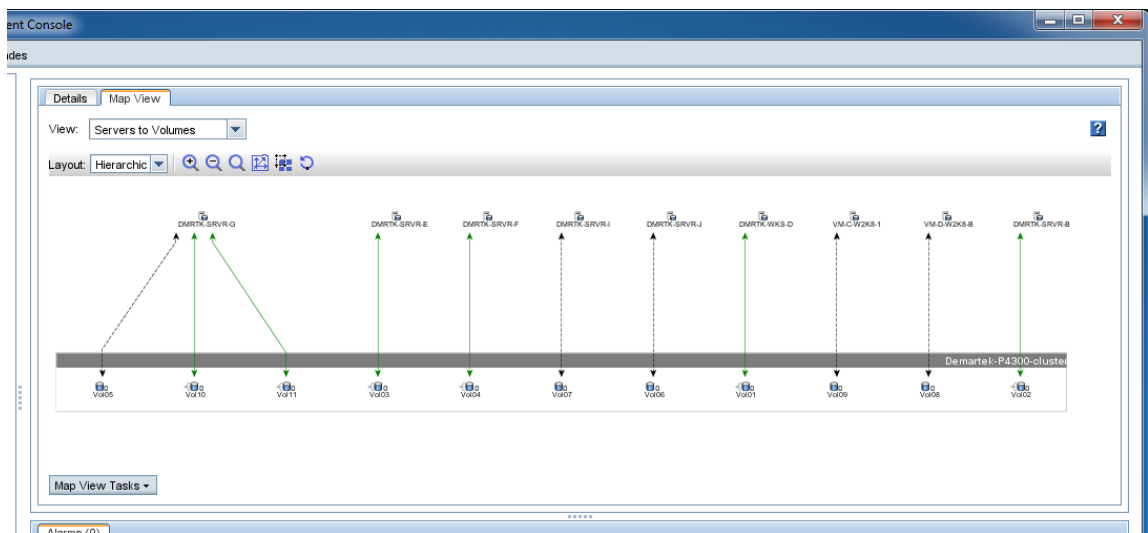 ent Console
ides
Details Map View
View: Servers to Volumes
Layout: Hierarchic
DMRTK-SRVR-G DMRTK-SRVR-E DMRTK-SRVR-F DMRTK-SRVR-I DMRTK-SRVR-J DMRTK-WKS-D VM-C-W2K8-1 VM-D-W2K8-B DMRTK-SRVR-B
Demartek-P4300-cluster
Vol05 Vol10 Vol11 Vol03 Vol04 Vol07 Vol06 Vol01 Vol09 Vol08 Vol02
Map View Tasks
Alarms (0)